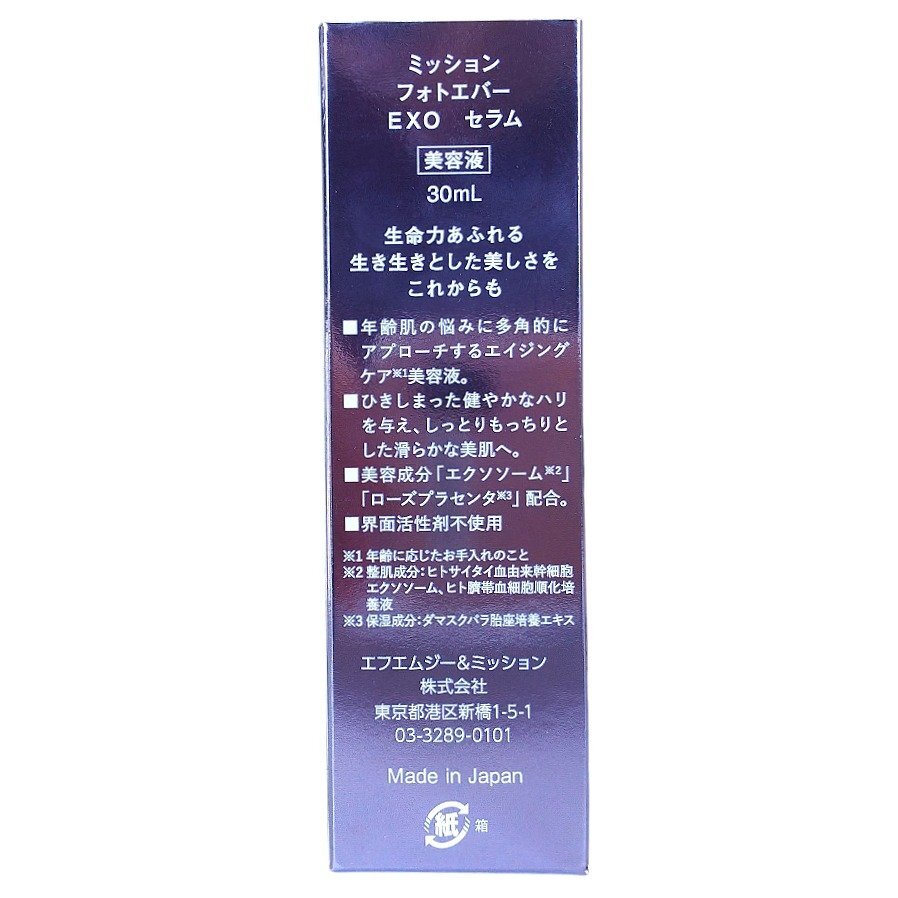 ミッション
フォトエバー
EXO セラム
美容液
30mL
生命力あふれる
生き生きとした美しさを
これからも
■年齢肌の悩みに多角的に
アプローチするエイジング
ケア※1美容液。
■ひきしまった健やかなハリ
を与え、しっとりもっちりと
した滑らかな美肌へ。
■美容成分「エクソソーム※2」
「ローズプラセンタ※3」配合。
■界面活性剤不使用
※1 年齢に応じたお手入れのこと
※2 整肌成分：ヒトサイタイ血由来幹細胞
エクソソーム、ヒト臍帯血細胞順化培
養液
※3 保湿成分：ダマスクバラ胎座培養エキス
エフエムジー&ミッション
株式会社
東京都港区新橋1-5-1
03-3289-0101
Made in Japan
紙 箱